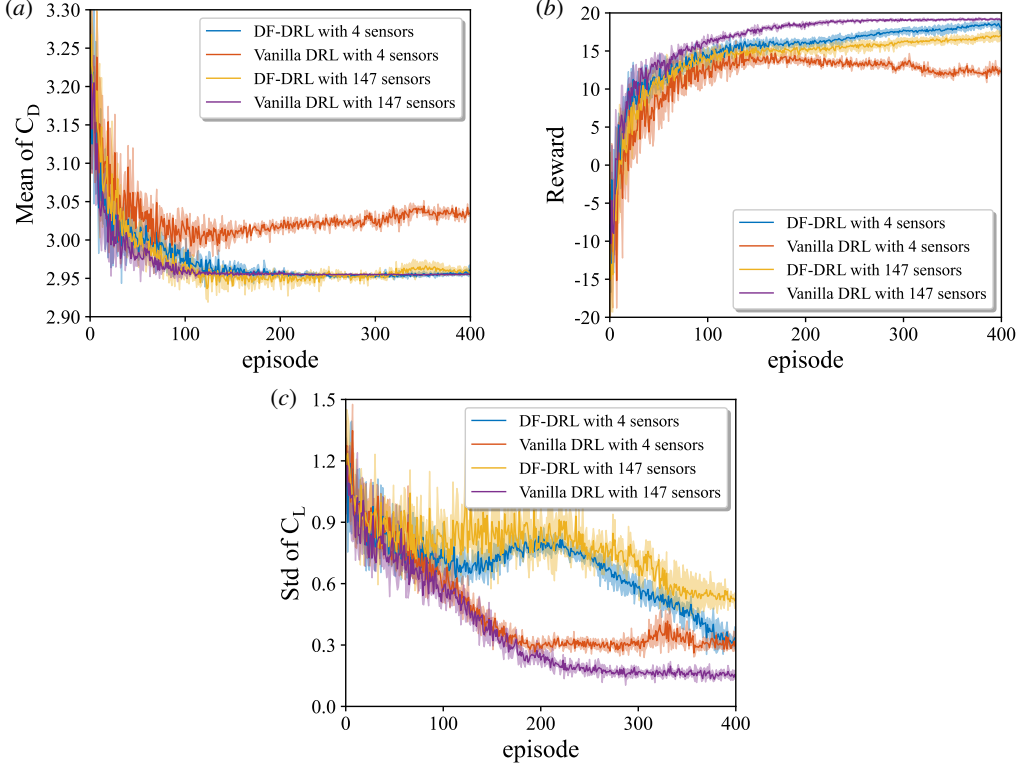 (a)
3.30
3.25
3.20
3.15
3.10
3.05
3.00
2.95
2.90
Mean of C_D
0
100
200
300
400
episode
DF-DRL with 4 sensors
Vanilla DRL with 4 sensors
DF-DRL with 147 sensors
Vanilla DRL with 147 sensors
(b)
20
15
10
5
0
-5
-10
-15
-20
Reward
0
100
200
300
400
episode
DF-DRL with 4 sensors
Vanilla DRL with 4 sensors
DF-DRL with 147 sensors
Vanilla DRL with 147 sensors
(c)
1.5
1.2
0.9
0.6
0.3
0.0
Std of C_L
0
100
200
300
400
episode
DF-DRL with 4 sensors
Vanilla DRL with 4 sensors
DF-DRL with 147 sensors
Vanilla DRL with 147 sensors